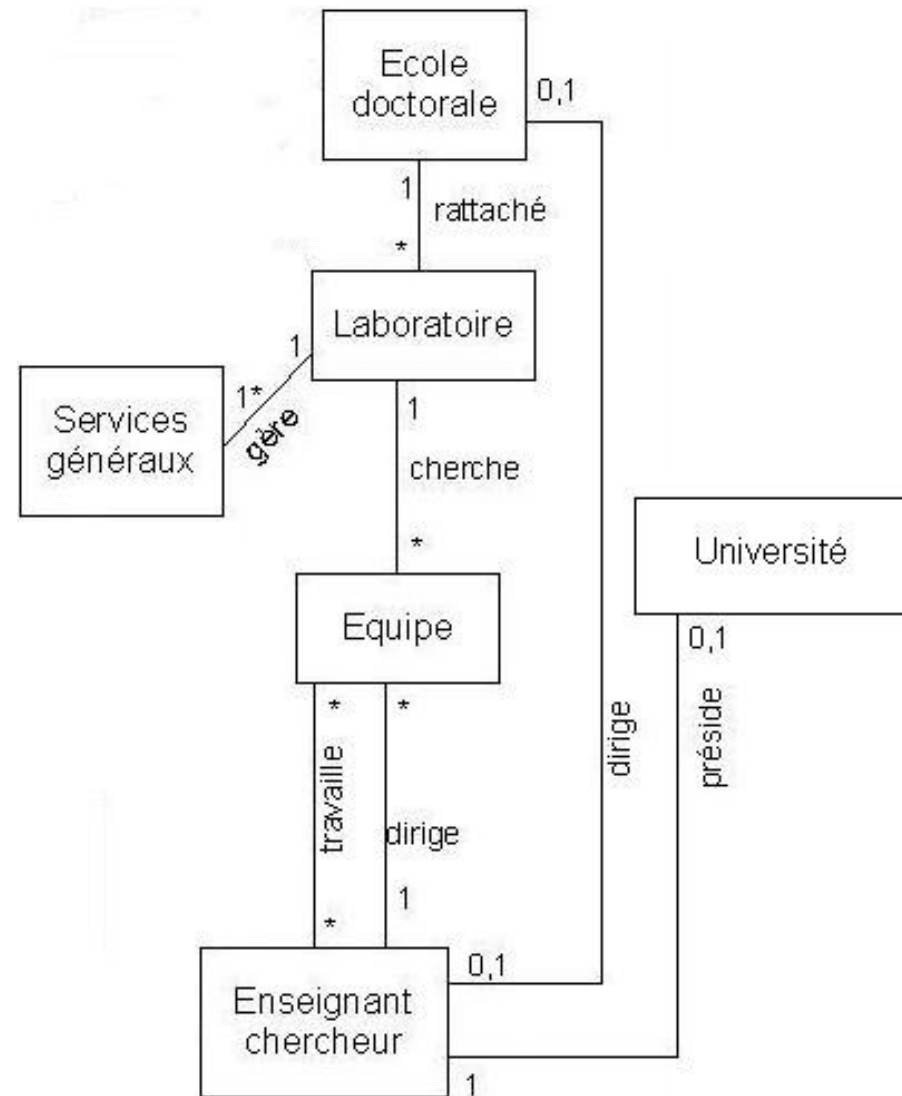 Ecole
doctorale
0,1
1
rattaché
*
Laboratoire
1
1*
gère
Services
généraux
1
cherche
*
Equipe
Université
0,1
*
*
travaille
dirige
dirige
préside
*
1
0,1
Enseignant
chercheur
1